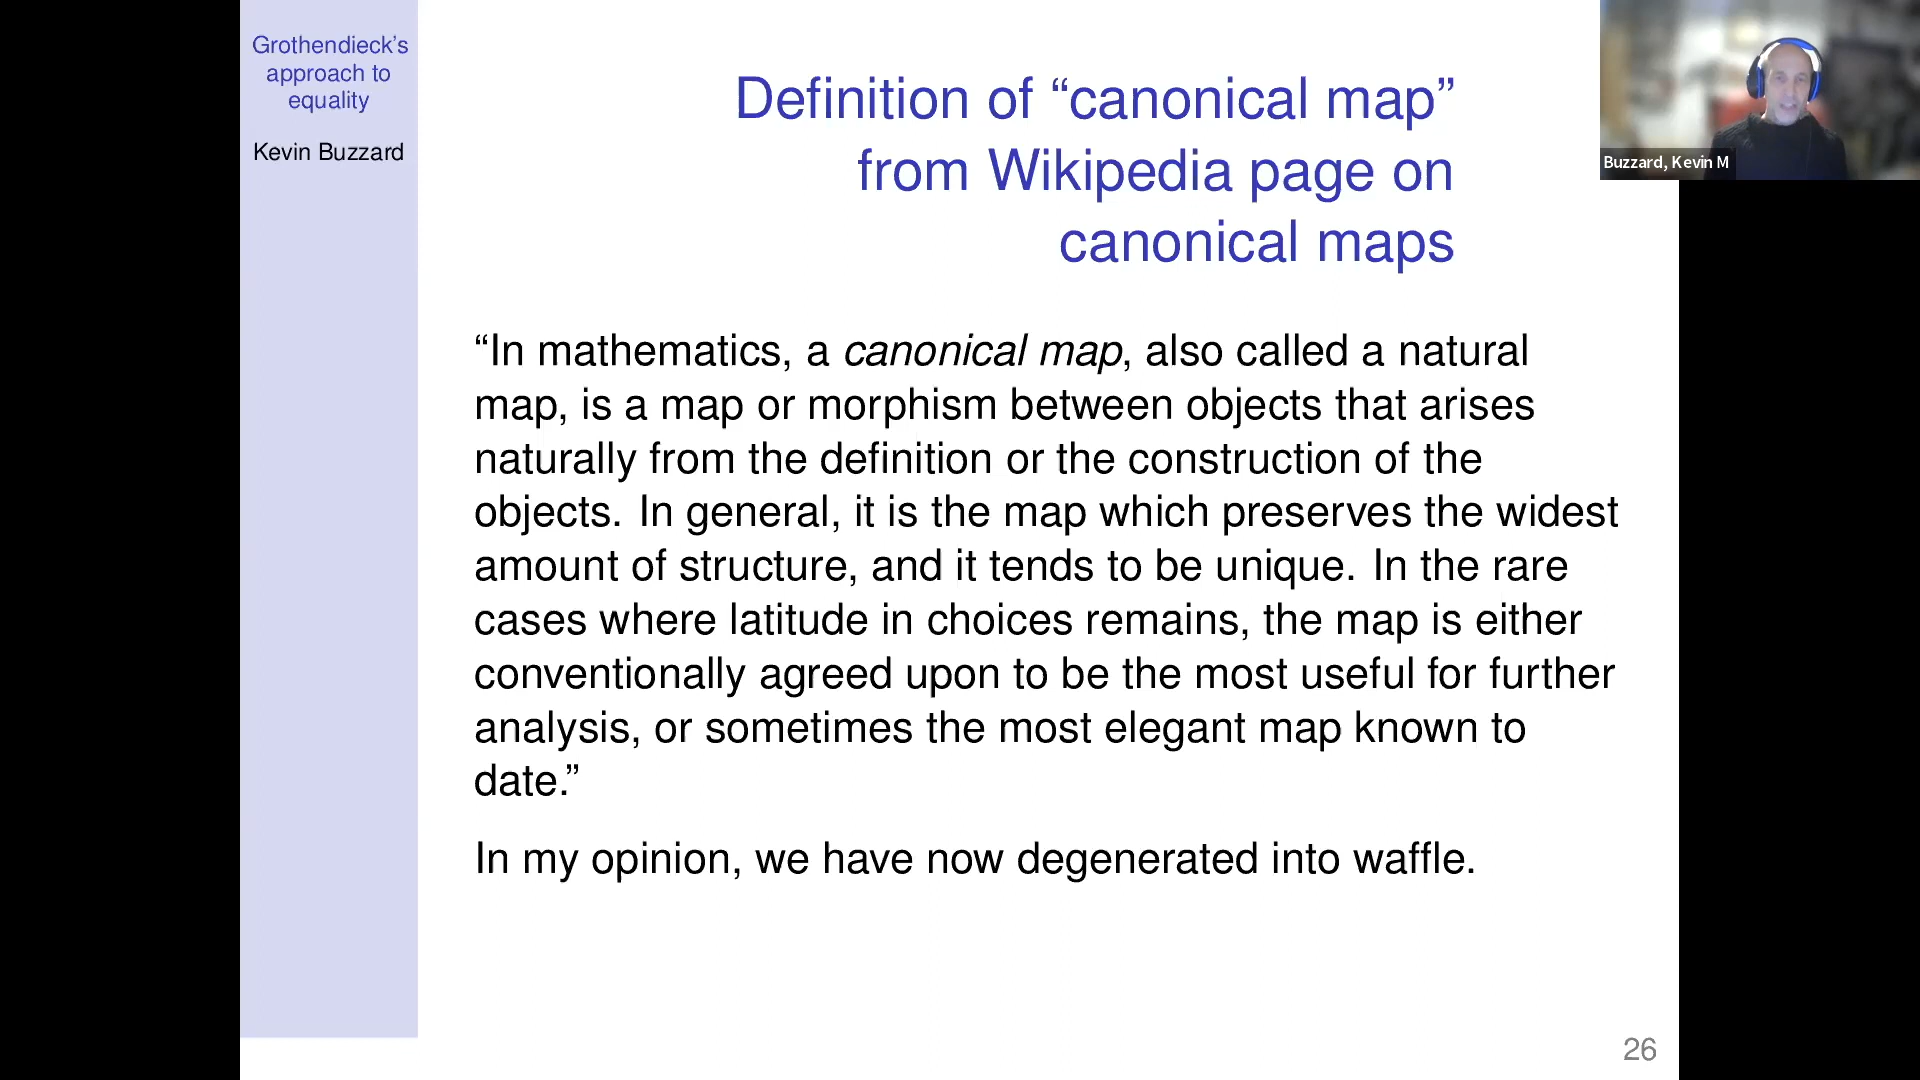 Grothendieck's
approach to
equality
Kevin Buzzard
Definition of “canonical map”
from Wikipedia page on
canonical maps
“In mathematics, a canonical map, also called a natural
map, is a map or morphism between objects that arises
naturally from the definition or the construction of the
objects. In general, it is the map which preserves the widest
amount of structure, and it tends to be unique. In the rare
cases where latitude in choices remains, the map is either
conventionally agreed upon to be the most useful for further
analysis, or sometimes the most elegant map known to
date.”
In my opinion, we have now degenerated into waffle.
26
Buzzard, Kevin M